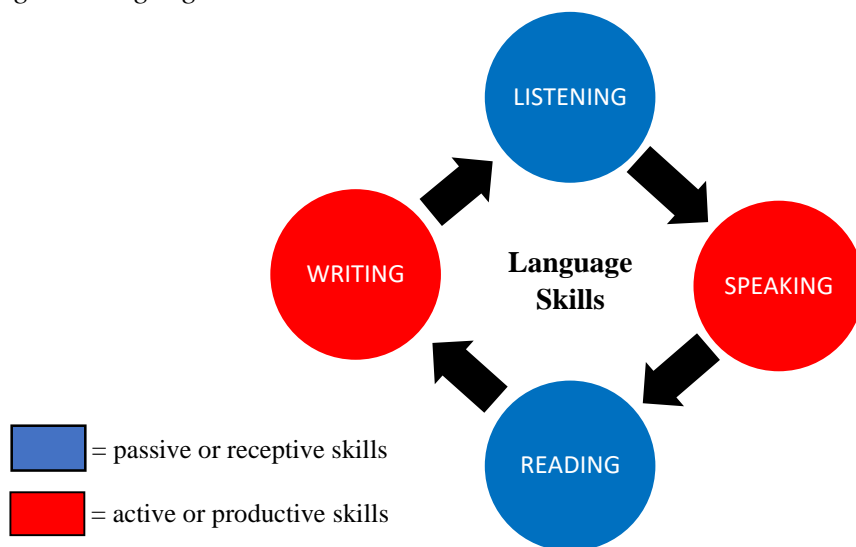 LISTENING
WRITING
Language
Skills
SPEAKING
READING
= passive or receptive skills
= active or productive skills